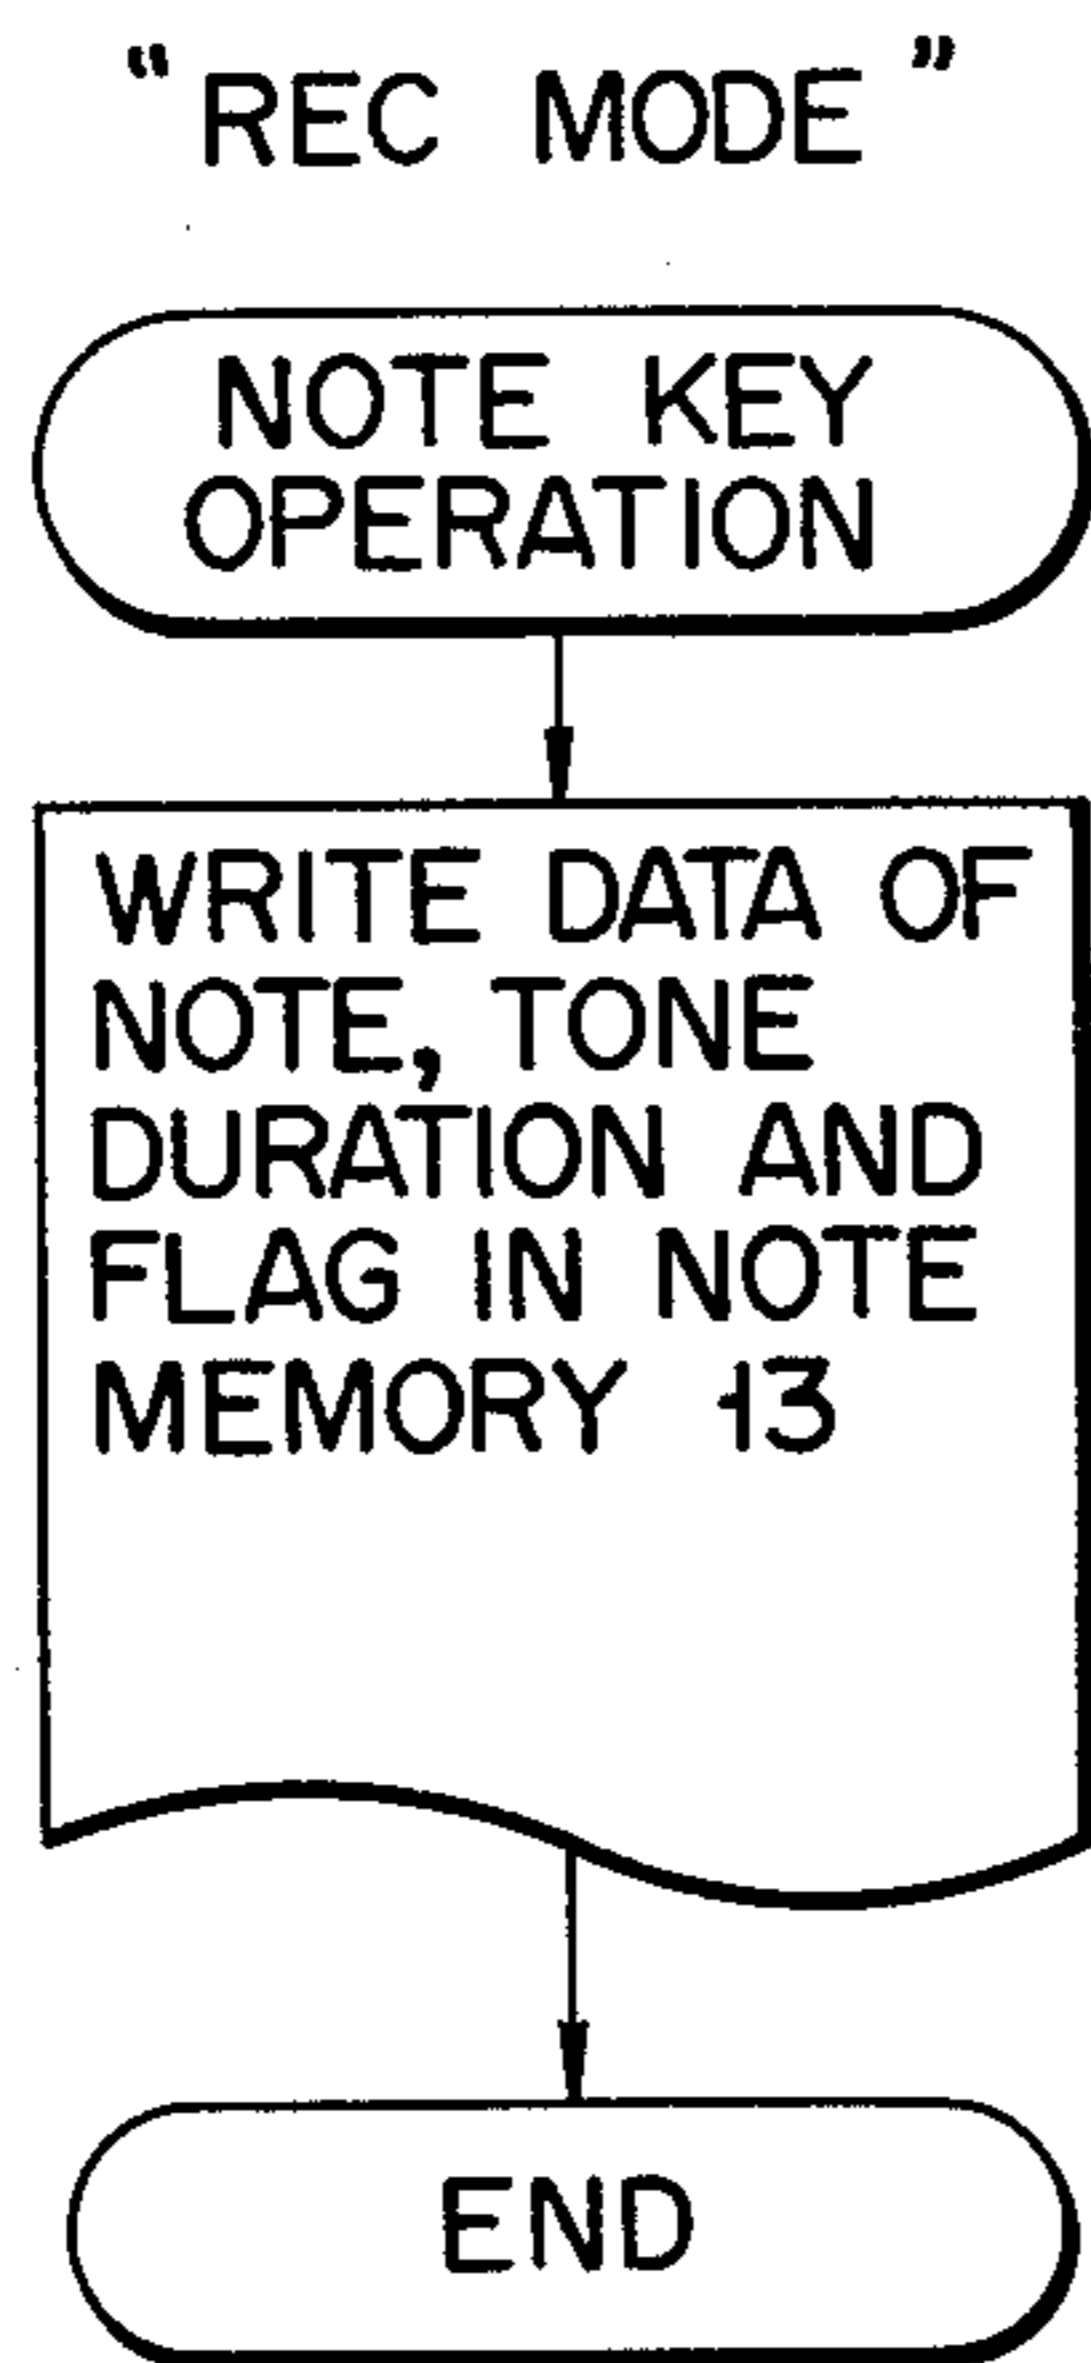 “REC MODE”
NOTE KEY
OPERATION
WRITE DATA OF
NOTE, TONE
DURATION AND
FLAG IN NOTE
MEMORY 13
END